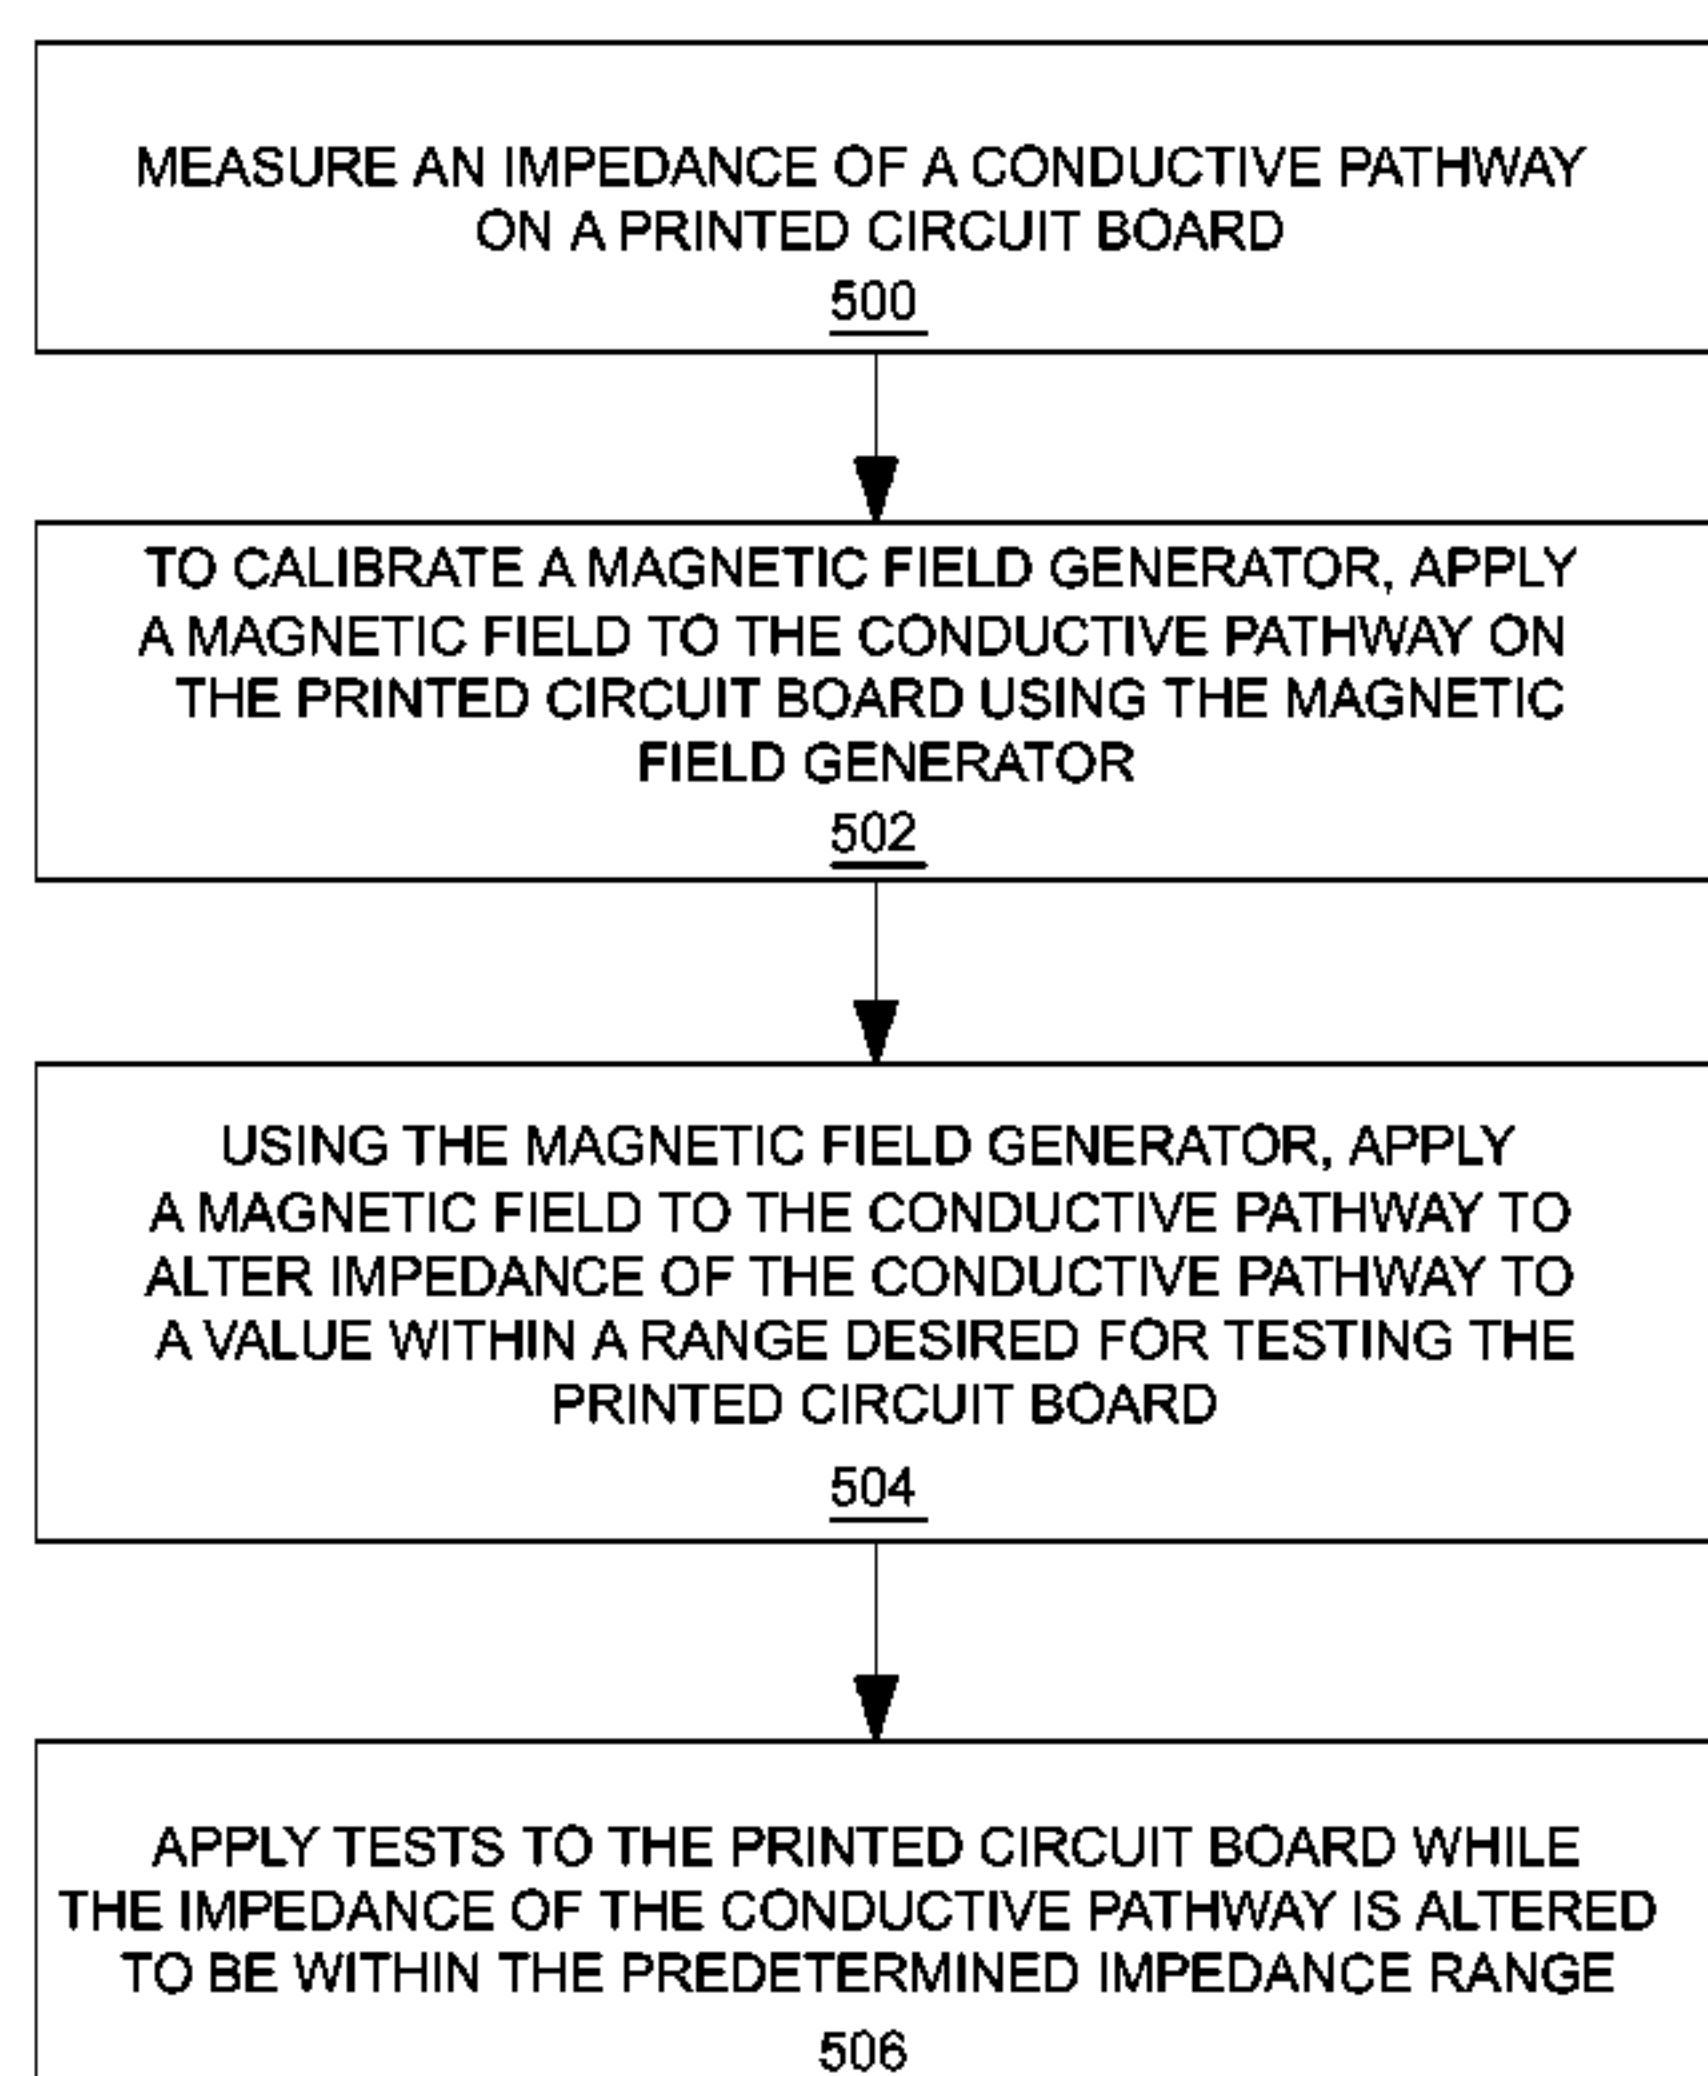 MEASURE AN IMPEDANCE OF A CONDUCTIVE PATHWAY
ON A PRINTED CIRCUIT BOARD
500
TO CALIBRATE A MAGNETIC FIELD GENERATOR, APPLY
A MAGNETIC FIELD TO THE CONDUCTIVE PATHWAY ON
THE PRINTED CIRCUIT BOARD USING THE MAGNETIC
FIELD GENERATOR
502
USING THE MAGNETIC FIELD GENERATOR, APPLY
A MAGNETIC FIELD TO THE CONDUCTIVE PATHWAY TO
ALTER IMPEDANCE OF THE CONDUCTIVE PATHWAY TO
A VALUE WITHIN A RANGE DESIRED FOR TESTING THE
PRINTED CIRCUIT BOARD
504
APPLY TESTS TO THE PRINTED CIRCUIT BOARD WHILE
THE IMPEDANCE OF THE CONDUCTIVE PATHWAY IS ALTERED
TO BE WITHIN THE PREDETERMINED IMPEDANCE RANGE
506